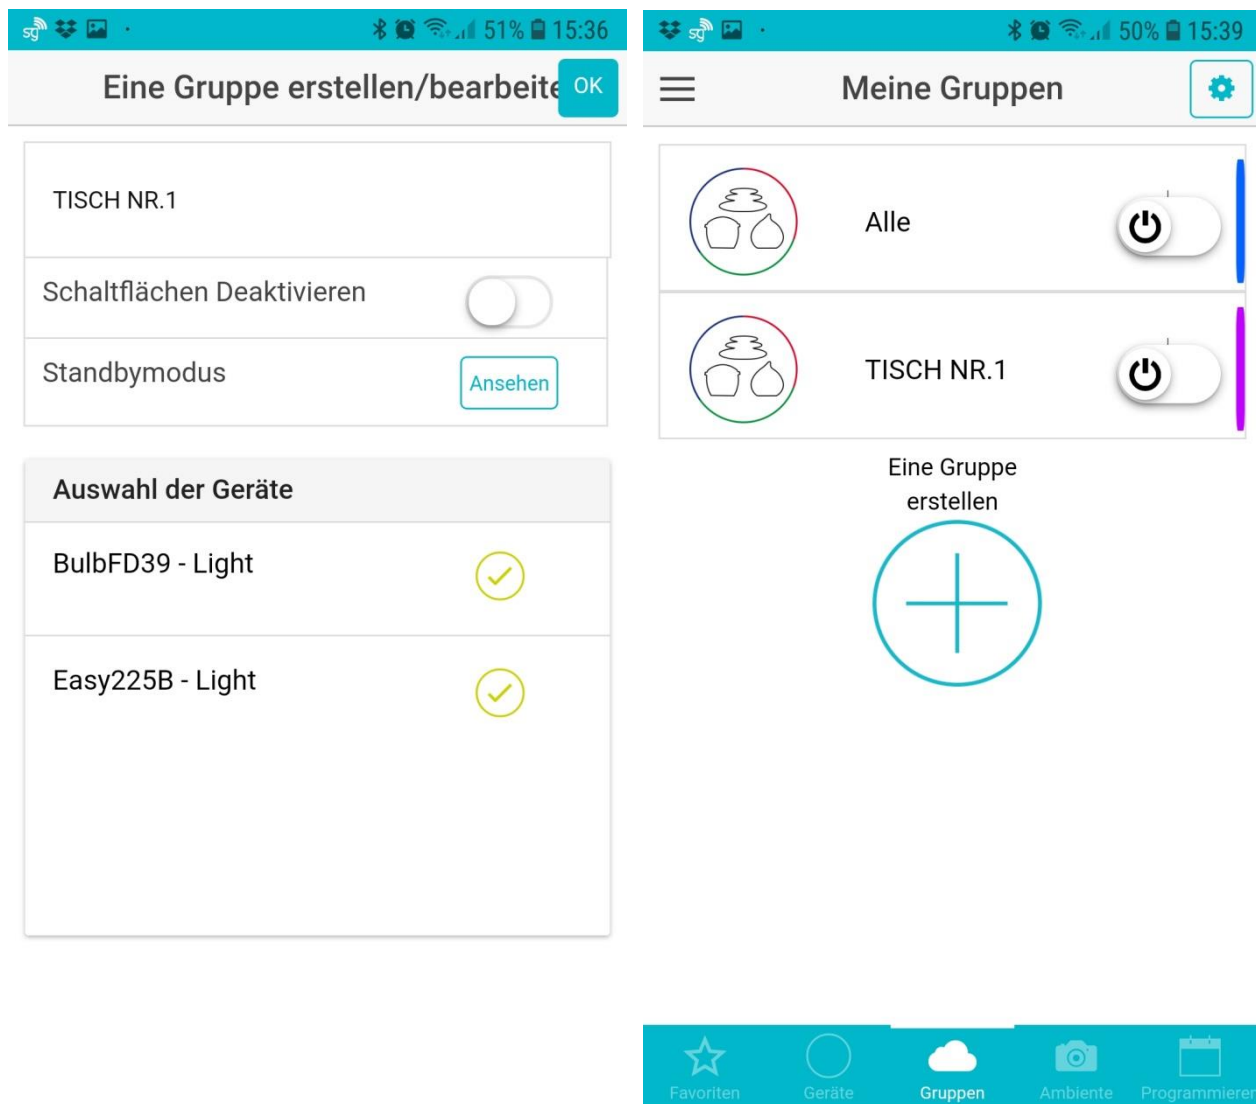 sg 51% 15:36
Eine Gruppe erstellen/bearbeite
OK
TISCH NR.1
Schaltflächen Deaktivieren
Standbymodus
Ansehen
Auswahl der Geräte
BulbFD39 - Light
Easy225B - Light
sg 50% 15:39
Meine Gruppen
Alle
TISCH NR.1
Eine Gruppe
erstellen
Favoriten Geräte Gruppen Ambiente Programmieren